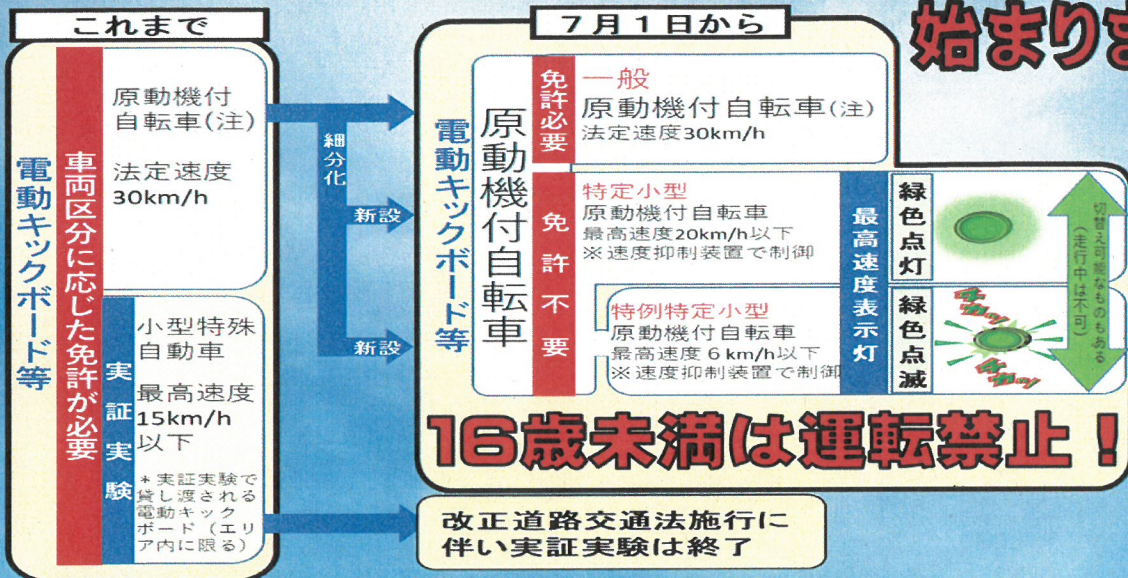 始まりま
これまで
電動キックボード等
車両区分に応じた免許が必要
原動機付
自転車(注)
法定速度
30km/h
実証実験
小型特殊
自動車
最高速度
15km/h
以下
*実証実験で
貸し渡される
電動キック
ボード(エリ
ア内に限る)
細分化
新設
新設
7月1日から
電動キックボード等
原動機付自転車
免許必要
一般
原動機付自転車(注)
法定速度30km/h
免許不要
特定小型
原動機付自転車
最高速度20km/h以下
※速度抑制装置で制御
特例特定小型
原動機付自転車
最高速度6km/h以下
※速度抑制装置で制御
最高速度表示灯
緑色点灯
緑色点滅
チカッ
チカッ
切替え可能なものもある
(走行中は不可)
16歳未満は運転禁止!
改正道路交通法施行に
伴い実証実験は終了